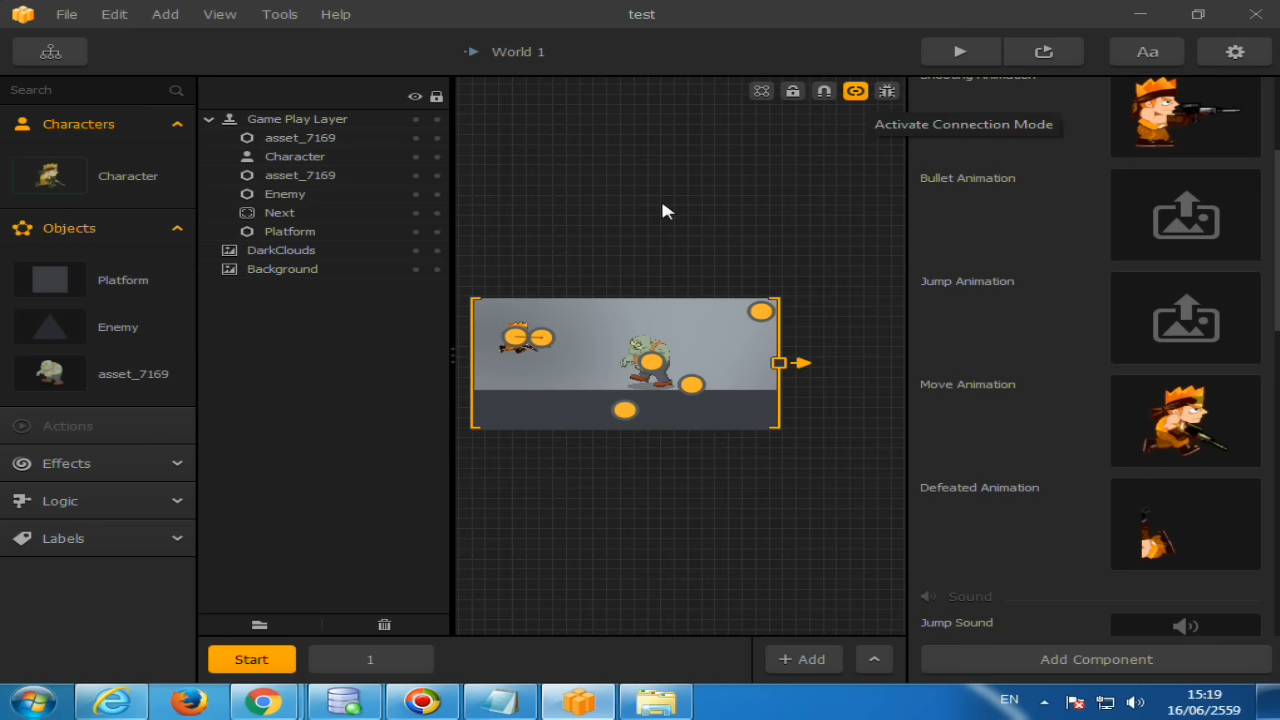 File Edit Add View Tools Help test
World 1 Aa
Search
Characters
Character
Objects
Platform
Enemy
asset_7169
Actions
Effects
Logic
Labels
Game Play Layer
asset_7169
Character
asset_7169
Enemy
Next
Platform
DarkClouds
Background
Activate Connection Mode
Shooting Animation
Bullet Animation
Jump Animation
Move Animation
Defeated Animation
Sound
Jump Sound
Start 1 + Add Add Component
EN 15:19
16/06/2559